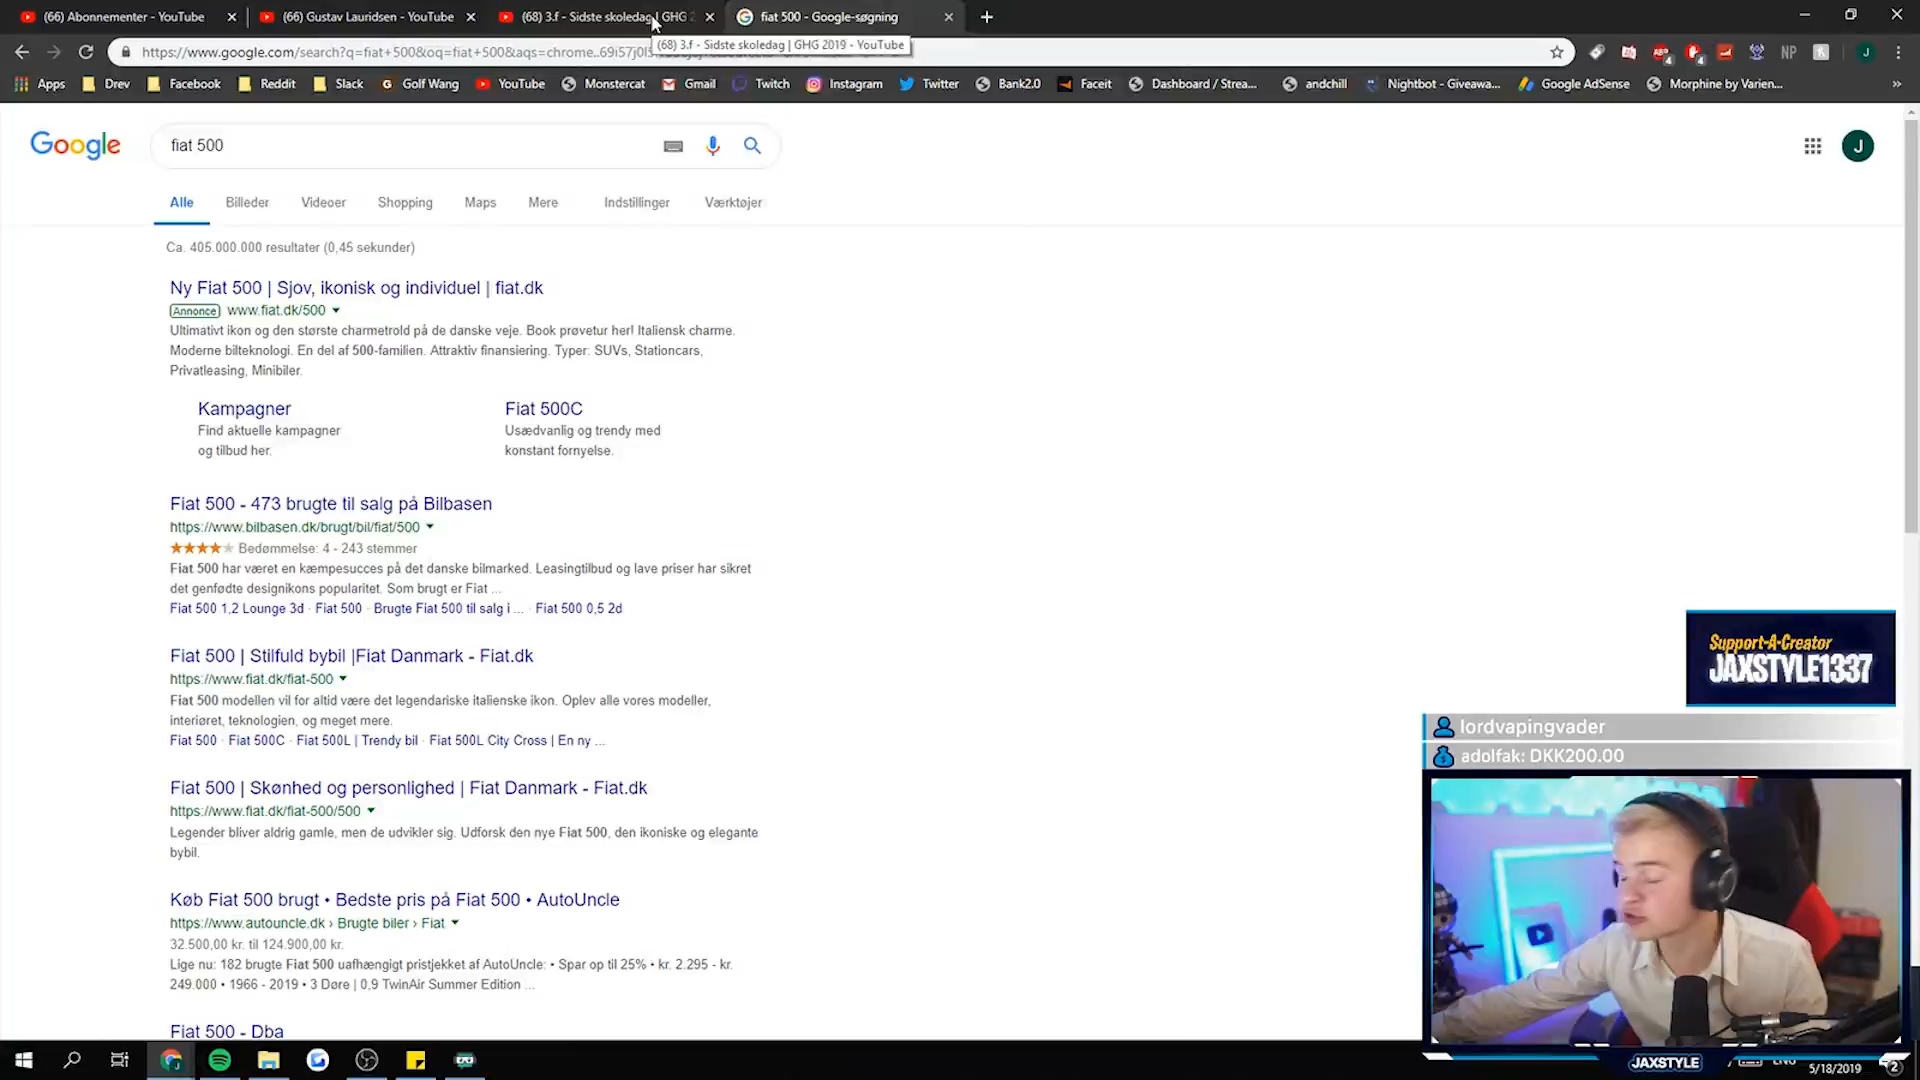 (66) Abonnementer - YouTube
(66) Gustav Lauridsen - YouTube
(68) 3.f - Sidste skoledag | GHG 2
fiat 500 - Google-søgning
(68) 3.f - Sidste skoledag | GHG 2019 - YouTube
https://www.google.com/search?q=fiat+500&oq=fiat+500&aqs=chrome..69i57j0l5
Apps
Drev
Facebook
Reddit
Slack
Golf Wang
YouTube
Monstercat
Gmail
Twitch
Instagram
Twitter
Bank2.0
Faceit
Dashboard / Strea...
andchill
Nightbot - Giveawa...
Google AdSense
Morphine by Varien...
NP
J
Google
fiat 500
J
Alle
Billeder
Videoer
Shopping
Maps
Mere
Indstillinger
Værktøjer
Ca. 405.000.000 resultater (0,45 sekunder)
Ny Fiat 500 | Sjov, ikonisk og individuel | fiat.dk
Annonce www.fiat.dk/500
Ultimativt ikon og den største charmetrold på de danske veje. Book prøvetur her! Italiensk charme.
Moderne bilteknologi. En del af 500-familien. Attraktiv finansiering. Typer: SUVs, Stationcars,
Privatleasing, Minibiler.
Kampagner
Find aktuelle kampagner
og tilbud her.
Fiat 500C
Usædvanlig og trendy med
konstant fornyelse.
Fiat 500 - 473 brugte til salg på Bilbasen
https://www.bilbasen.dk/brugt/bil/fiat/500
Bedømmelse: 4 - 243 stemmer
Fiat 500 har været en kæmpesucces på det danske bilmarked. Leasingtilbud og lave priser har sikret
det genfødte designikons popularitet. Som brugt er Fiat ...
Fiat 500 1,2 Lounge 3d · Fiat 500 · Brugte Fiat 500 til salg i ... · Fiat 500 0,5 2d
Fiat 500 | Stilfuld bybil |Fiat Danmark - Fiat.dk
https://www.fiat.dk/fiat-500
Fiat 500 modellen vil for altid være det legendariske italienske ikon. Oplev alle vores modeller,
interiøret, teknologien, og meget mere.
Fiat 500 · Fiat 500C · Fiat 500L | Trendy bil · Fiat 500L City Cross | En ny ...
Fiat 500 | Skønhed og personlighed | Fiat Danmark - Fiat.dk
https://www.fiat.dk/fiat-500/500
Legender bliver aldrig gamle, men de udvikler sig. Udforsk den nye Fiat 500, den ikoniske og elegante
bybil.
Køb Fiat 500 brugt • Bedste pris på Fiat 500 • AutoUncle
https://www.autouncle.dk › Brugte biler › Fiat
32.500,00 kr. til 124.900,00 kr.
Lige nu: 182 brugte Fiat 500 uafhængigt pristjekket af AutoUncle: • Spar op til 25% • kr. 2.295 - kr.
249.000 • 1966 - 2019 • 3 Døre | 0,9 TwinAir Summer Edition ...
Fiat 500 - Dba
Support-A-Creator
JAXSTYLE1337
lordvapingvader
adolfak: DKK200.00
JAXSTYLE
5/18/2019
2